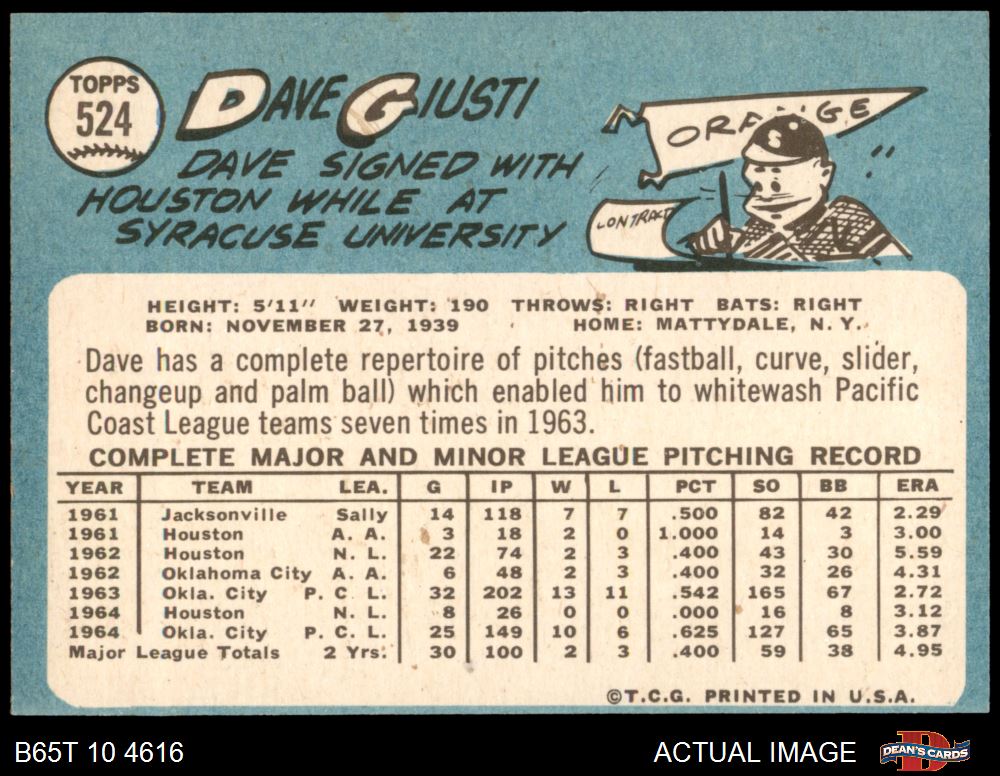 TOPPS
524
DAVE GIUSTI
DAVE SIGNED WITH
HOUSTON WHILE AT
SYRACUSE UNIVERSITY
ORANGE
S
CONTRACT
HEIGHT: 5'11" WEIGHT: 190 THROWS: RIGHT BATS: RIGHT
BORN: NOVEMBER 27, 1939 HOME: MATTYDALE, N. Y.
Dave has a complete repertoire of pitches (fastball, curve, slider,
changeup and palm ball) which enabled him to whitewash Pacific
Coast League teams seven times in 1963.
COMPLETE MAJOR AND MINOR LEAGUE PITCHING RECORD
YEAR TEAM LEA. G IP W L PCT SO BB ERA
1961 Jacksonville Sally 14 118 7 7 .500 82 42 2.29
1961 Houston A. A. 3 18 2 0 1.000 14 3 3.00
1962 Houston N. L. 22 74 2 3 .400 43 30 5.59
1962 Oklahoma City A. A. 6 48 2 3 .400 32 26 4.31
1963 Okla. City P. C. L. 32 202 13 11 .542 165 67 2.72
1964 Houston N. L. 8 26 0 0 .000 16 8 3.12
1964 Okla. City P. C. L. 25 149 10 6 .625 127 65 3.87
Major League Totals 2 Yrs. 30 100 2 3 .400 59 38 4.95
©T.C.G. PRINTED IN U.S.A.
B65T 10 4616
ACTUAL IMAGE
DEAN'S CARDS